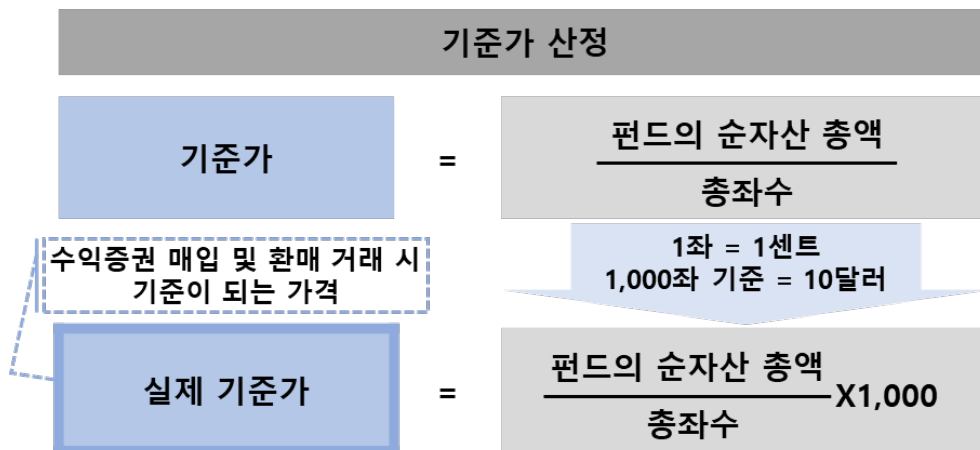 기준가 산정
기준가
=
펀드의 순자산 총액
총좌수
수익증권 매입 및 환매 거래 시
기준이 되는 가격
1좌 = 1센트
1,000좌 기준 = 10달러
실제 기준가
=
펀드의 순자산 총액
총좌수
X1,000